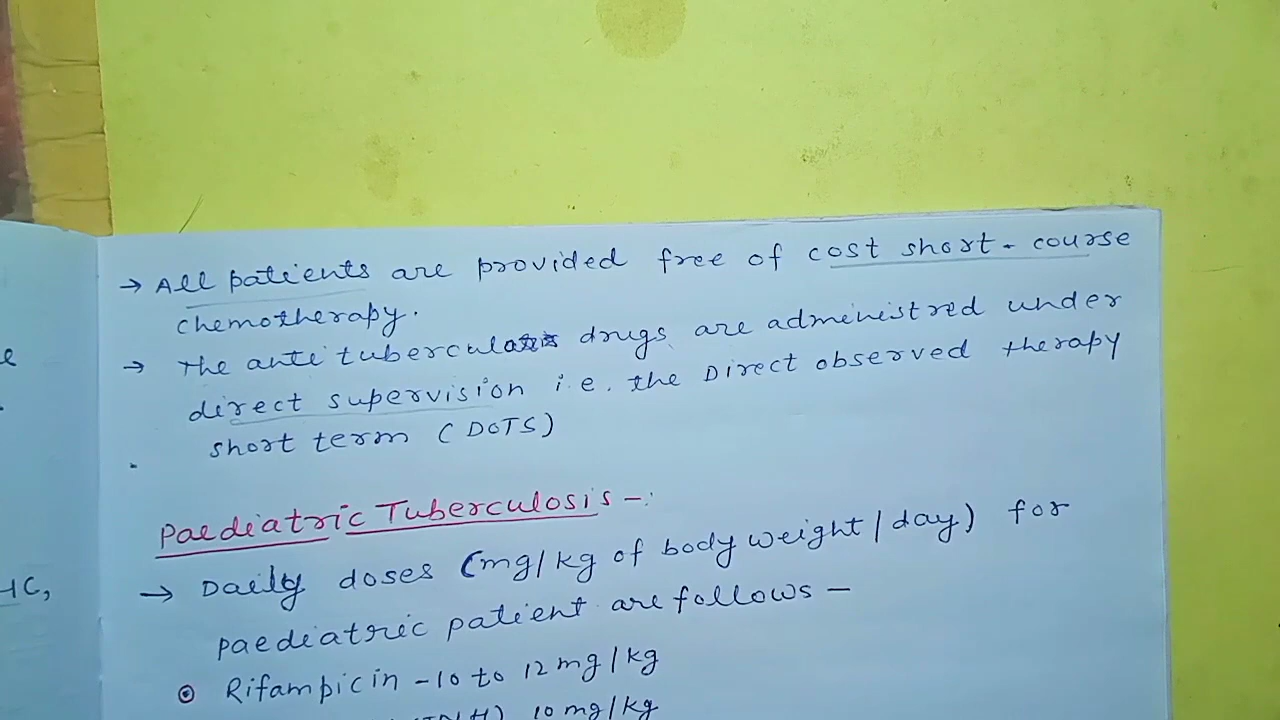 → All patients are provided free of cost short - course
chemotherapy.
→ The anti tubercula drugs are administred under
direct supervision i.e. the Direct observed therapy
short term (DOTS)
Paediatric Tuberculosis -:
→ Daily doses (mg/kg of body weight/day) for
paediatric patient are follows -
⊙ Rifampicin - 10 to 12 mg/kg
10 mg/kg
HC,